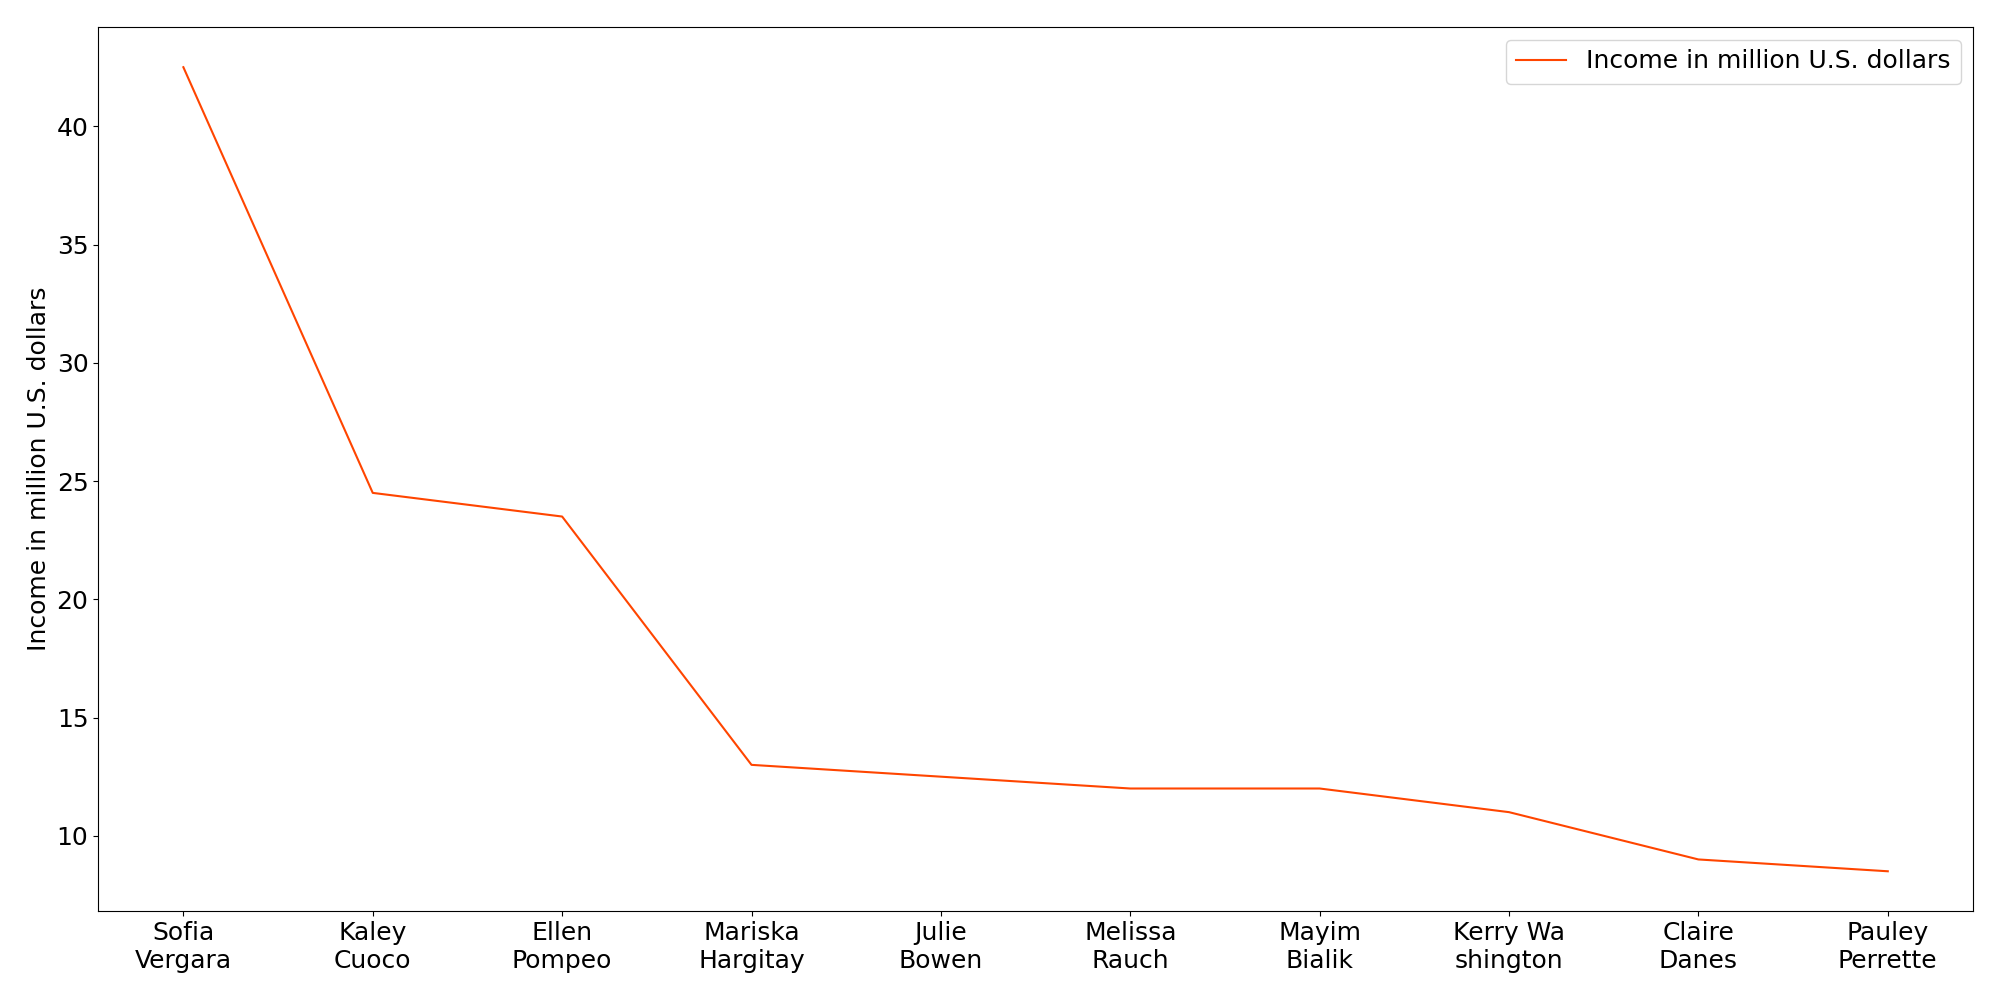 Income in million U.S. dollars
Income in million U.S. dollars
40
35
30
25
20
15
10
Sofia
Vergara
Kaley
Cuoco
Ellen
Pompeo
Mariska
Hargitay
Julie
Bowen
Melissa
Rauch
Mayim
Bialik
Kerry Wa
shington
Claire
Danes
Pauley
Perrette